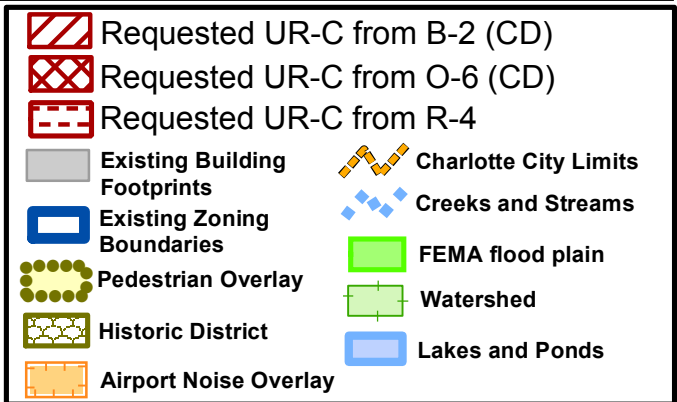 Requested UR-C from B-2 (CD)
Requested UR-C from O-6 (CD)
Requested UR-C from R-4
Existing Building
Footprints
Existing Zoning
Boundaries
Pedestrian Overlay
Historic District
Airport Noise Overlay
Charlotte City Limits
Creeks and Streams
FEMA flood plain
Watershed
Lakes and Ponds